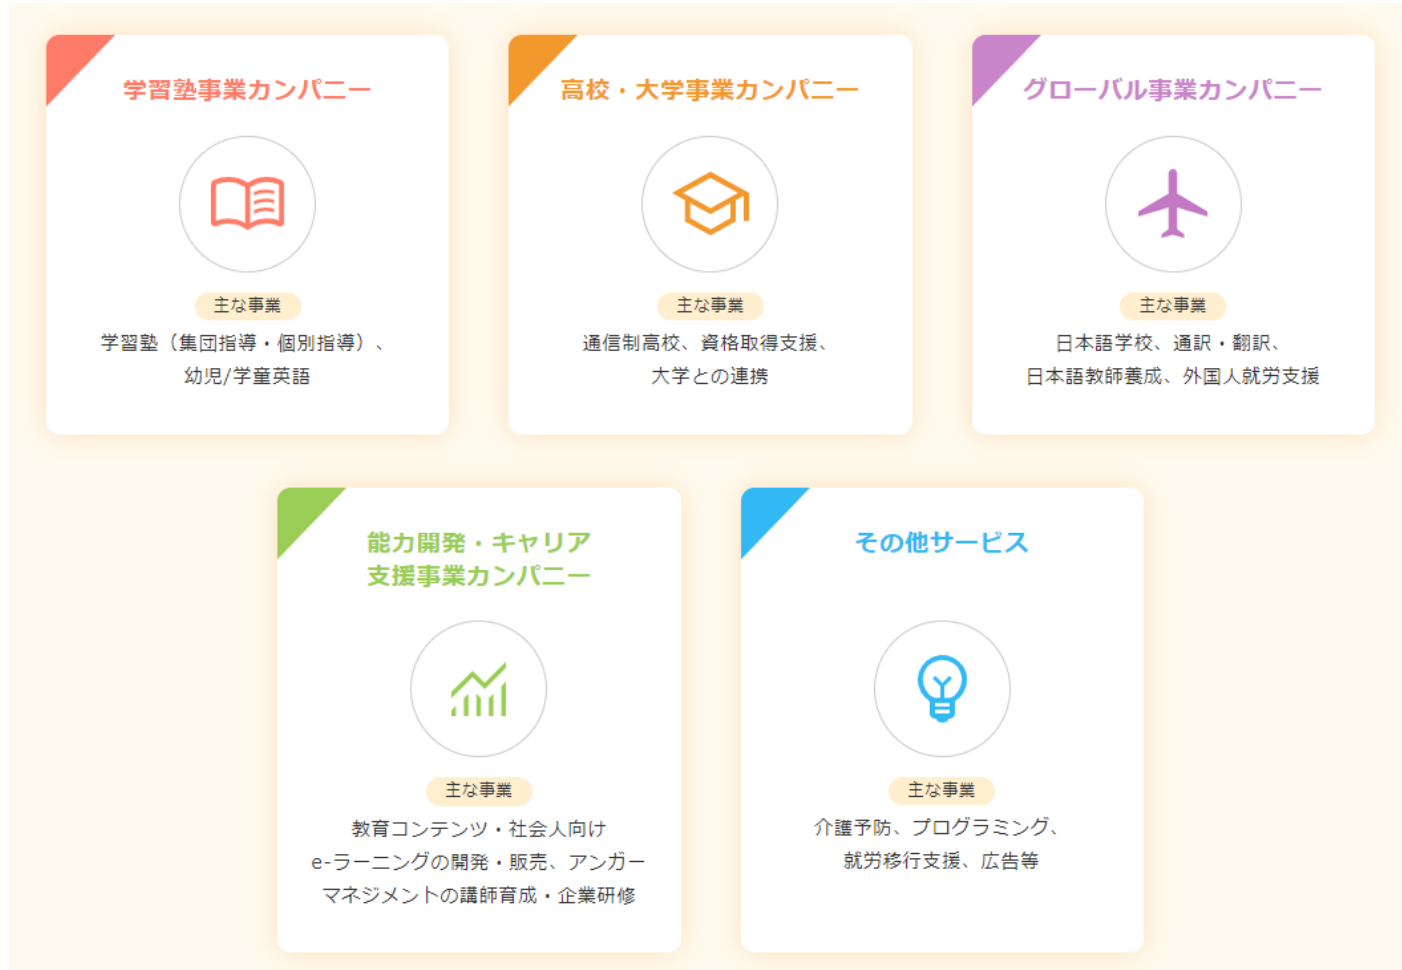 学習塾事業カンパニー
主な事業
学習塾（集団指導・個別指導）、
幼児/学童英語
高校・大学事業カンパニー
主な事業
通信制高校、資格取得支援、
大学との連携
グローバル事業カンパニー
主な事業
日本語学校、通訳・翻訳、
日本語教師養成、外国人就労支援
能力開発・キャリア
支援事業カンパニー
主な事業
教育コンテンツ・社会人向け
e-ラーニングの開発・販売、アンガー
マネジメントの講師育成・企業研修
その他サービス
主な事業
介護予防、プログラミング、
就労移行支援、広告等